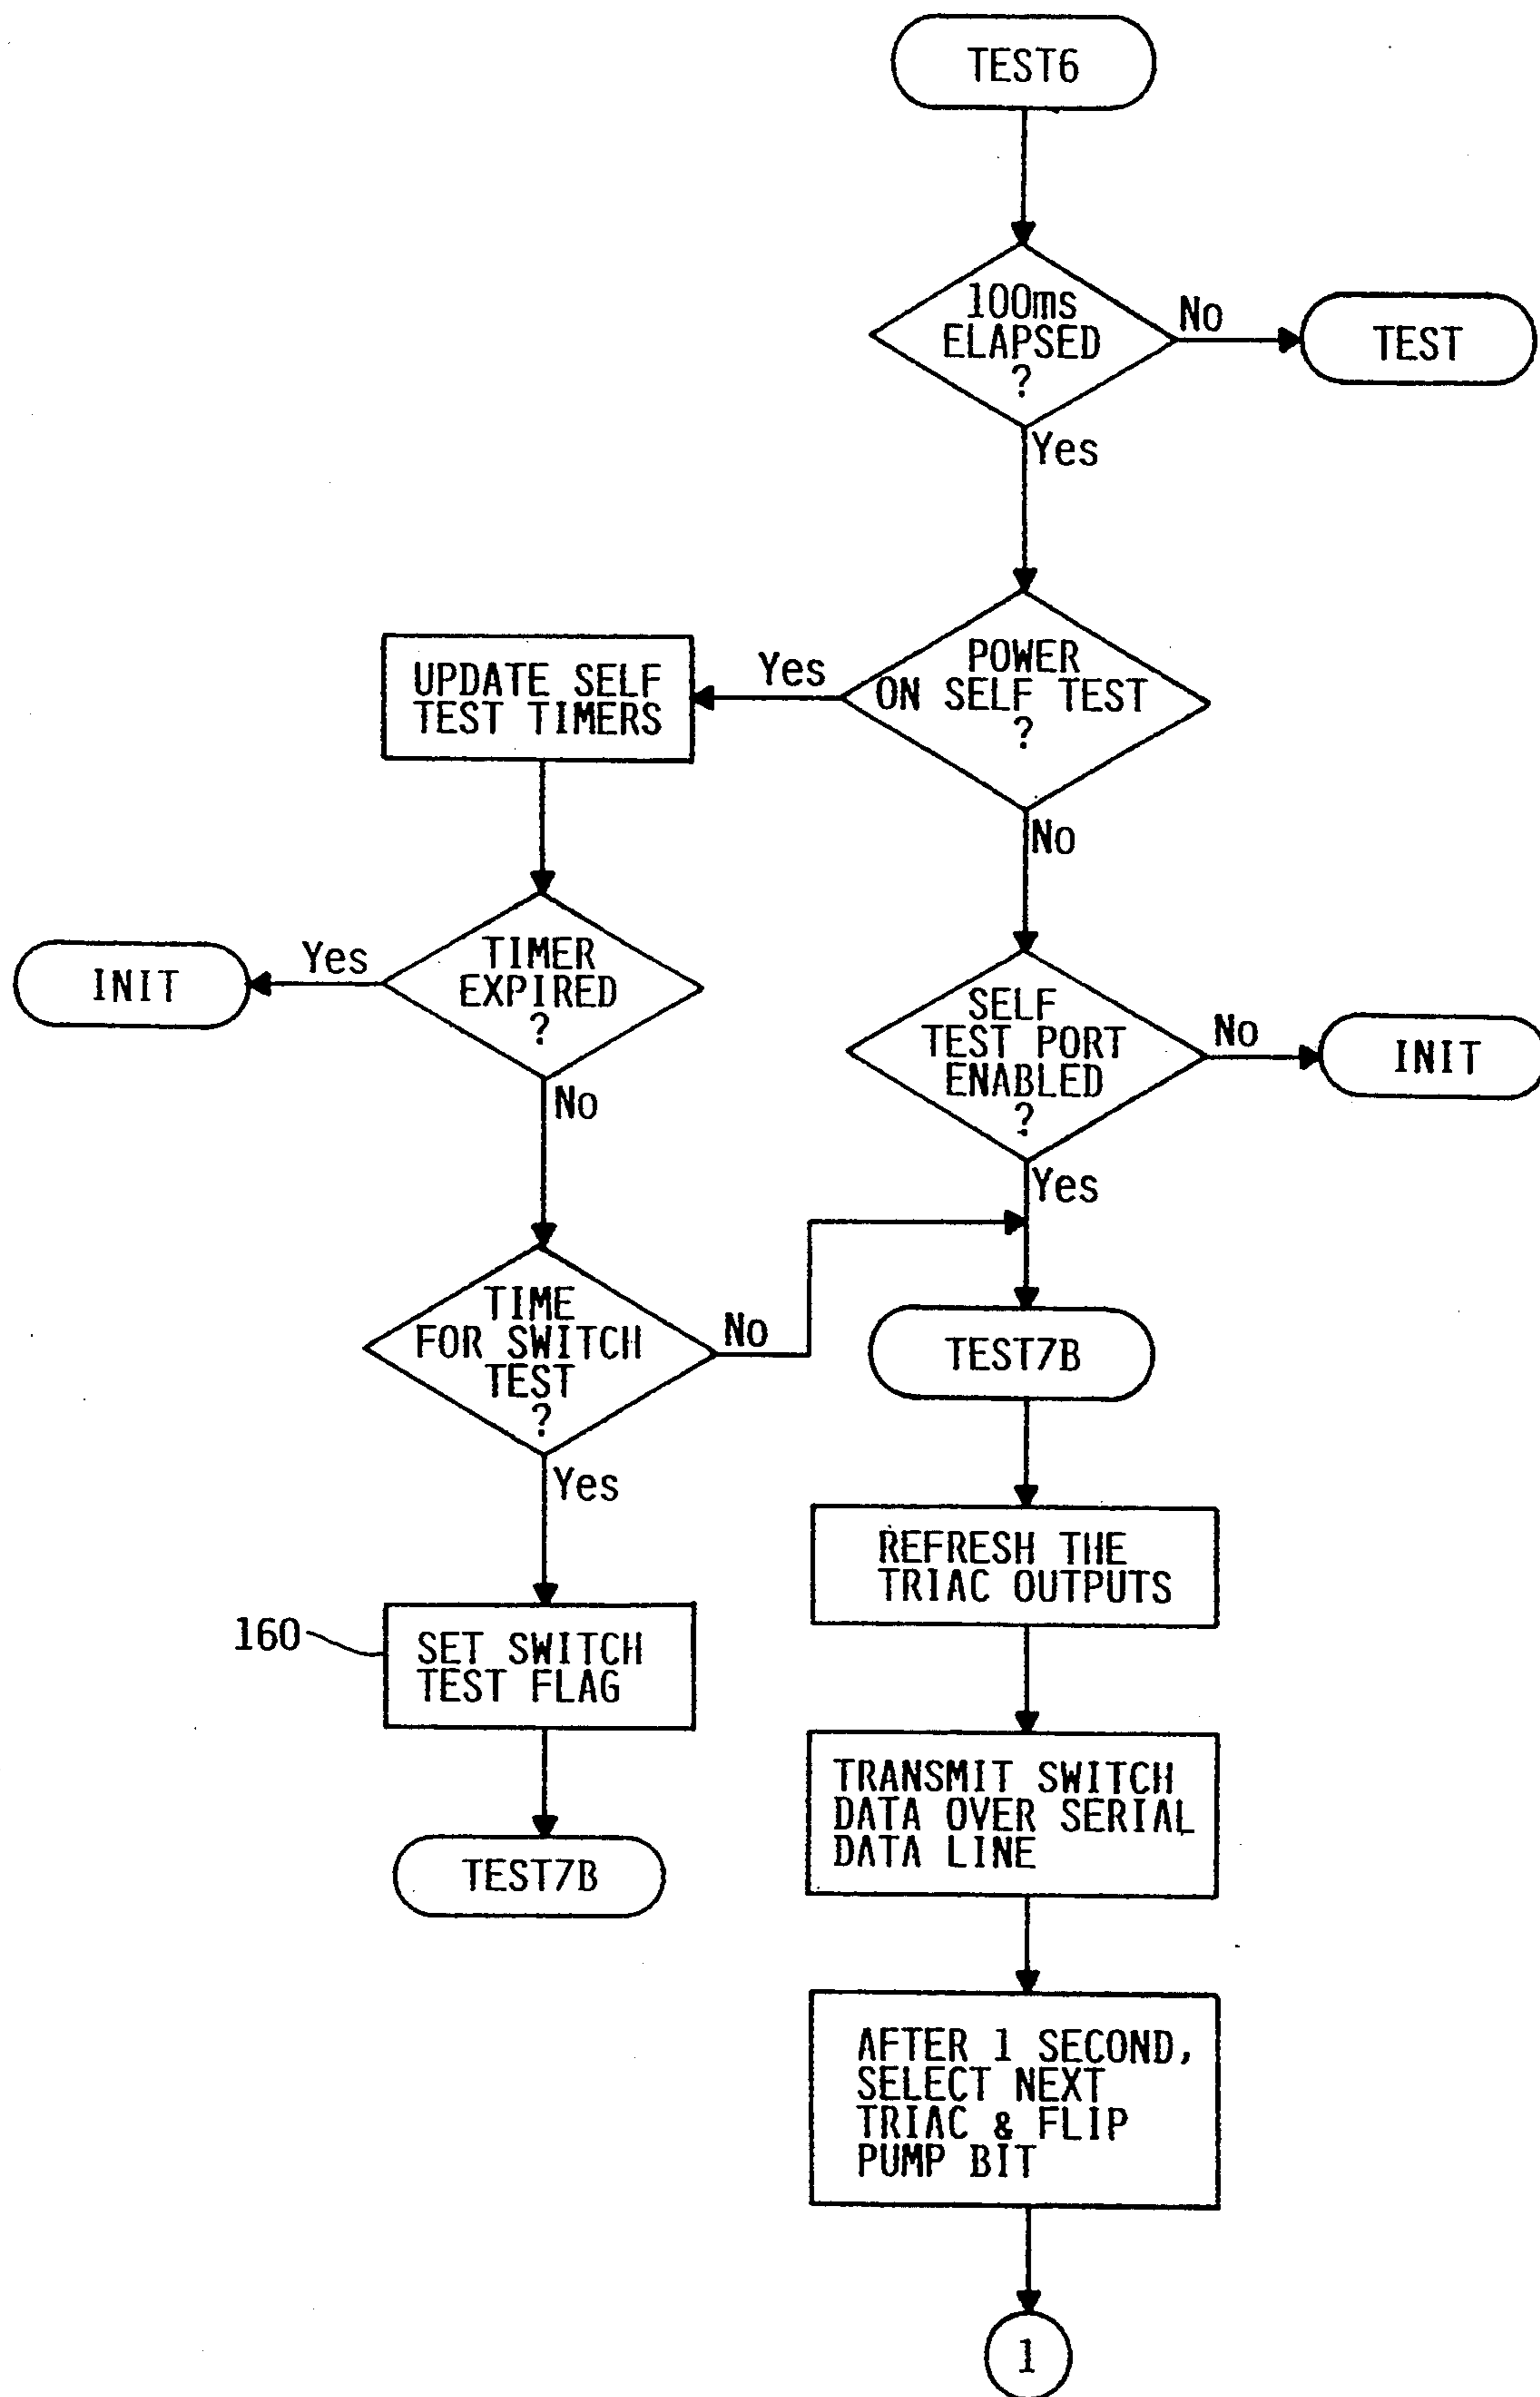 TEST6
100ms
ELAPSED
?
No
TEST
Yes
POWER
ON SELF TEST
?
Yes
UPDATE SELF
TEST TIMERS
No
TIMER
EXPIRED
?
Yes
INIT
No
SELF
TEST PORT
ENABLED
?
No
INIT
Yes
TIME
FOR SWITCH
TEST
?
No
TEST7B
Yes
REFRESH THE
TRIAC OUTPUTS
160
SET SWITCH
TEST FLAG
TRANSMIT SWITCH
DATA OVER SERIAL
DATA LINE
TEST7B
AFTER 1 SECOND,
SELECT NEXT
TRIAC & FLIP
PUMP BIT
1